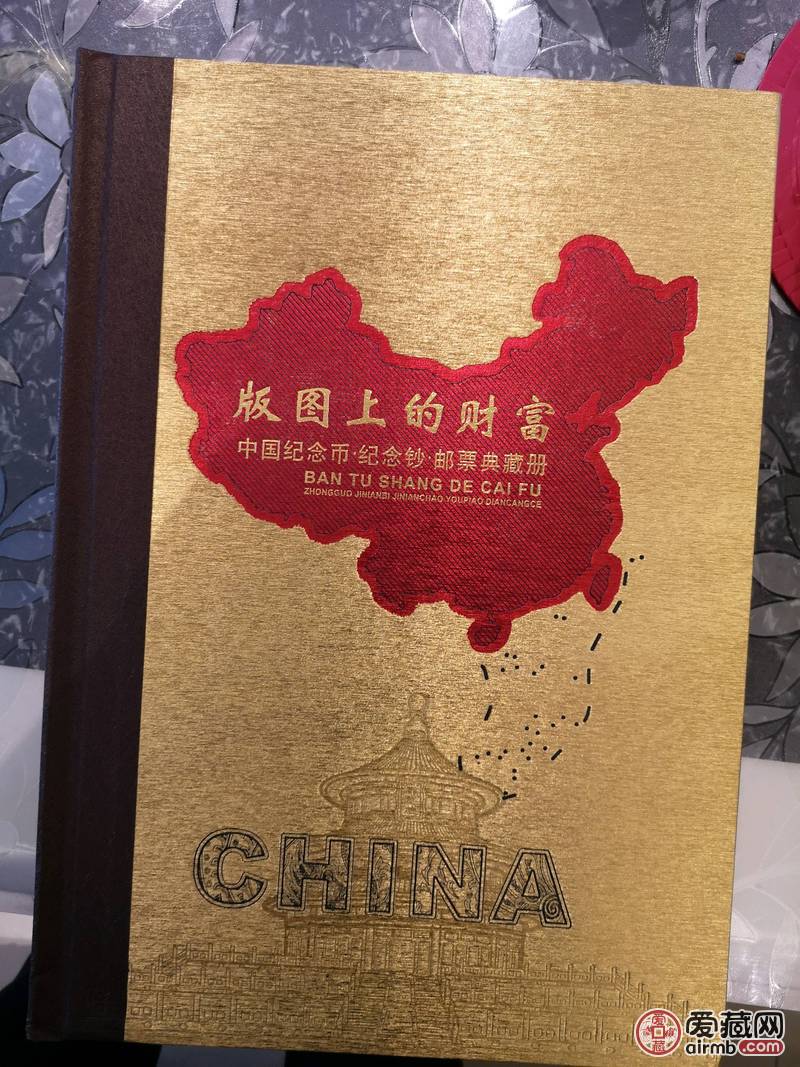 版图上的财富
中国纪念币·纪念钞·邮票典藏册
BAN TU SHANG DE CAI FU
ZHONGGUO JINIANBI JINIANCHAO YOUPIAO DIANCANGCE
CHINA
爱藏网
airmb.com